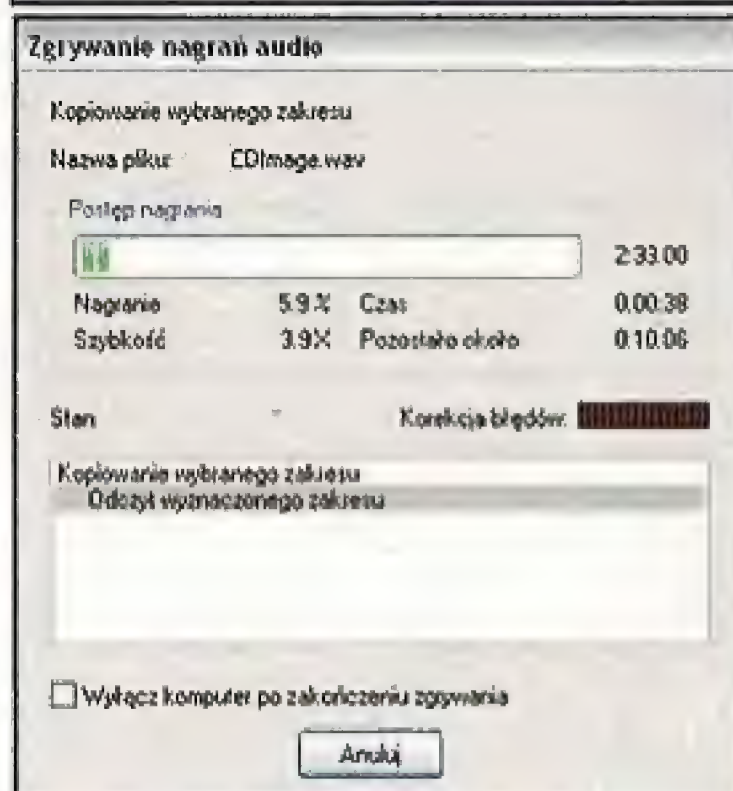 Zgrywanie nagrań audio
Kopiowanie wybranego zakresu
Nazwa pliku: CDImage.wav
Postęp nagrania
2:33.00
Nagranie 5.9 % Czas 0:00:38
Szybkość 3.9X Pozostało około 0:10:06
Stan Korekcja błędów:
Kopiowanie wybranego zakresu
Odczyt wyznaczonego zakresu
Wyłącz komputer po zakończeniu zgrywania
Anuluj